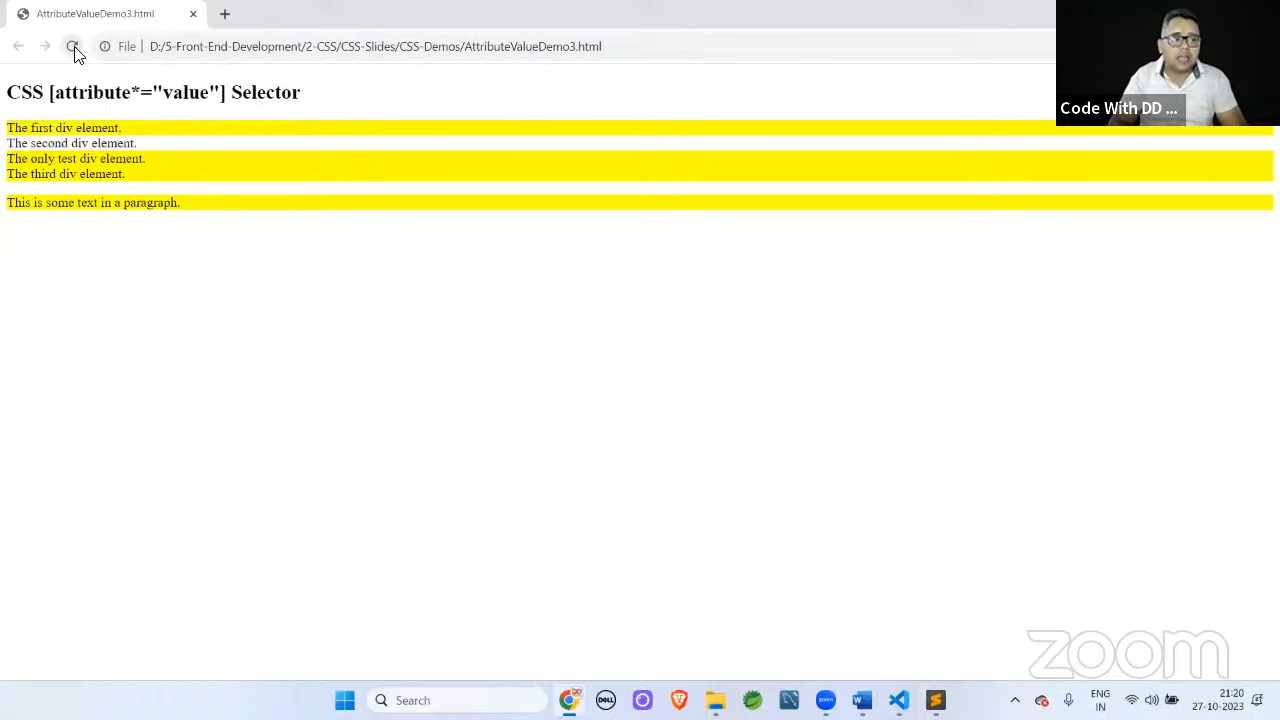 AttributeValueDemo3.html
File
D:/5-Front-End-Development/2-CSS/CSS-Slides/CSS-Demos/AttributeValueDemo3.html
CSS [attribute*="value"] Selector
The first div element.
The second div element.
The only test div element.
The third div element.
This is some text in a paragraph.
Code With DD ...
zoom
Search
DELL
zoom
W
ENG
IN
21:20
27-10-2023